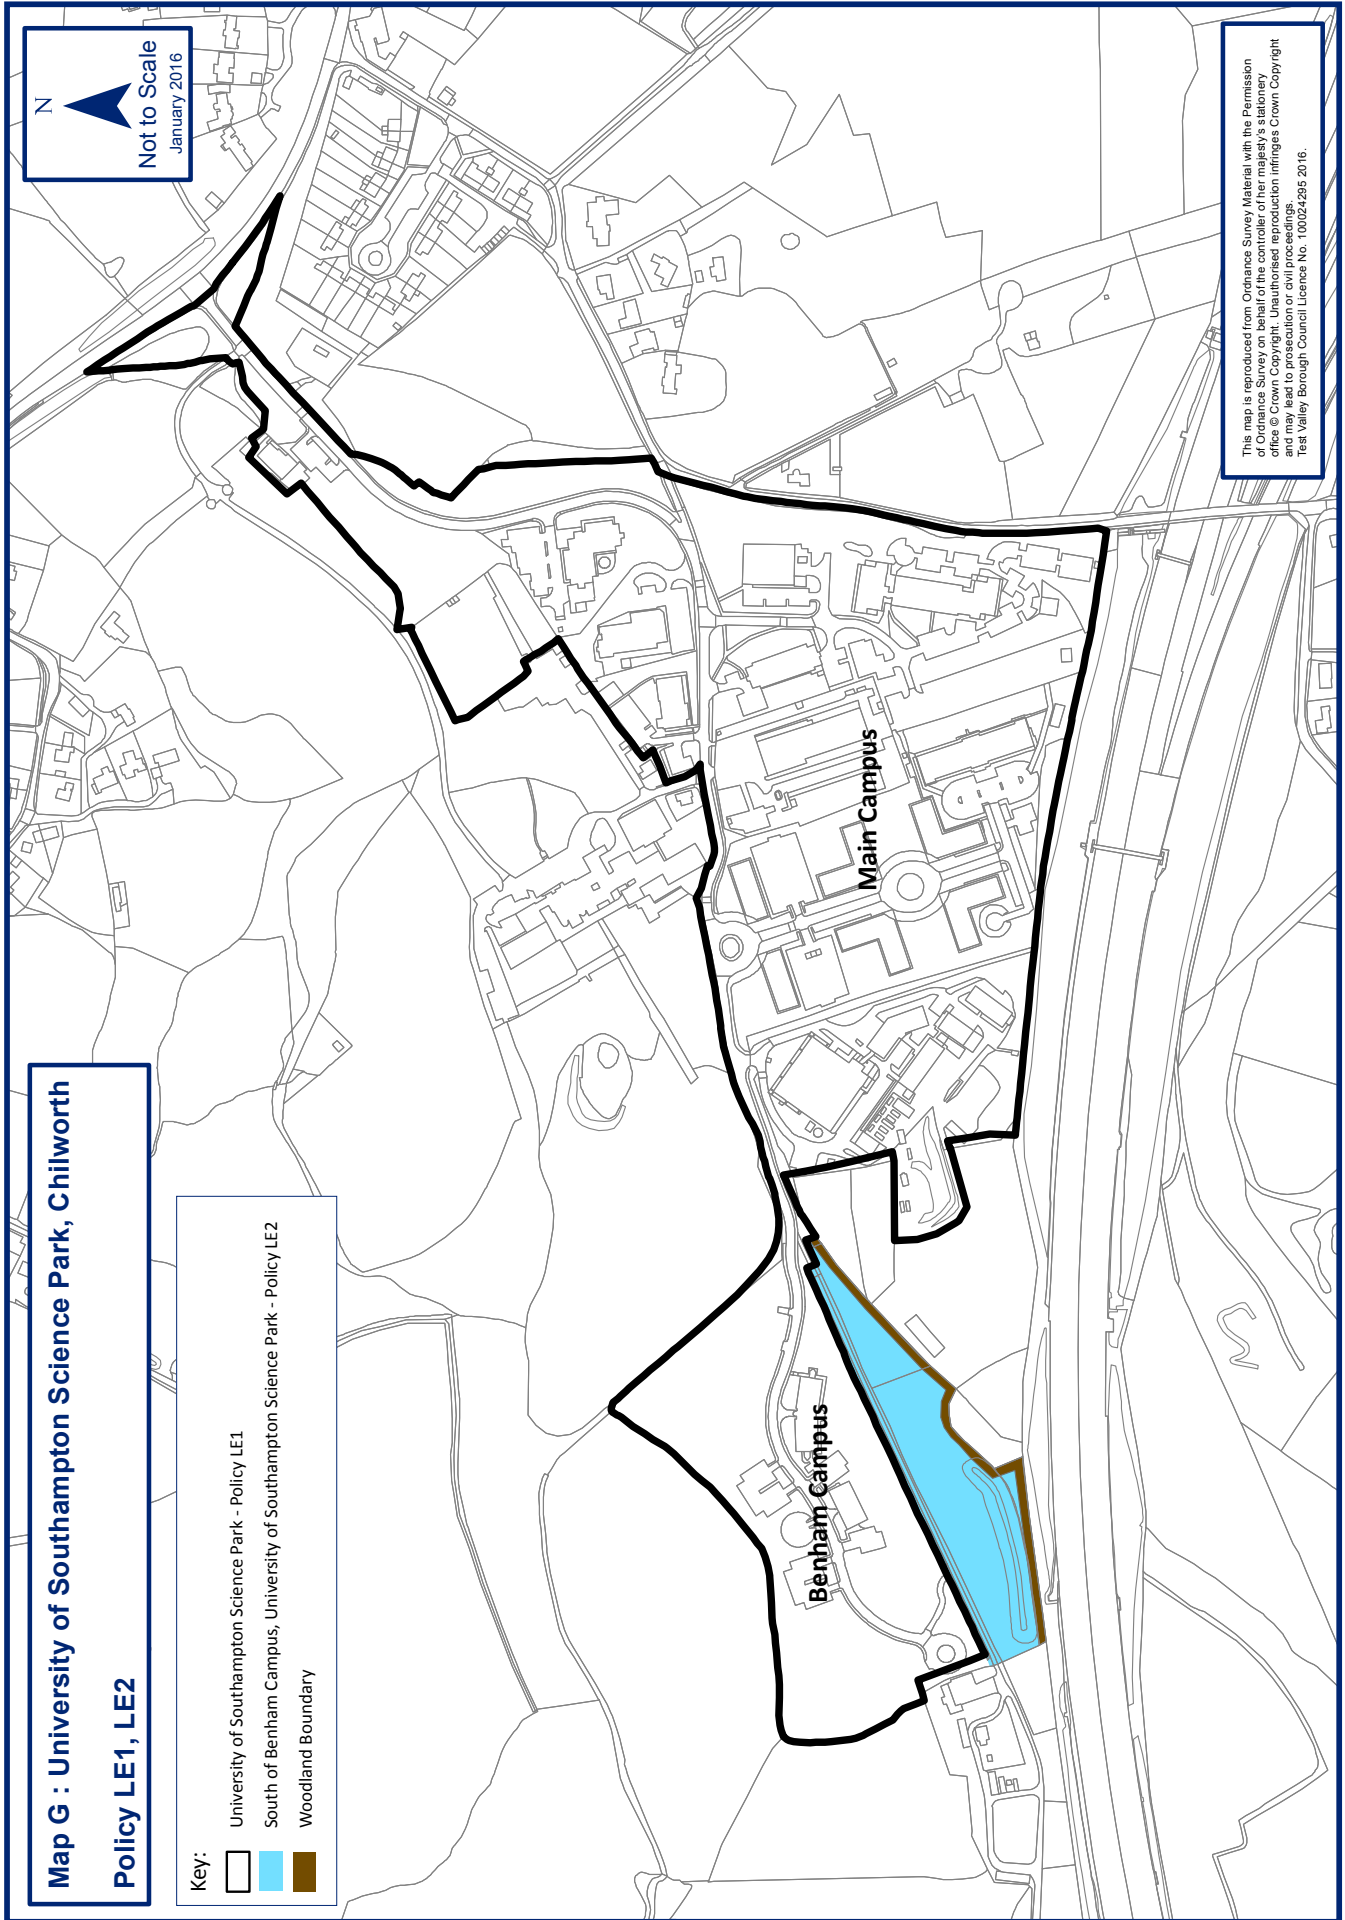 Map G : University of Southampton Science Park, Chilworth
Policy LE1, LE2
N
Not to Scale
January 2016
Key:
University of Southampton Science Park - Policy LE1
South of Benham Campus, University of Southampton Science Park - Policy LE2
Woodland Boundary
Benham Campus
Main Campus
This map is reproduced from Ordnance Survey Material with the Permission
of Ordnance Survey on behalf of the controller of her majesty's stationery
office © Crown Copyright. Unauthorised reproduction infringes Crown Copyright
and may lead to prosecution or civil proceedings.
Test Valley Borough Council Licence No. 100024295 2016.